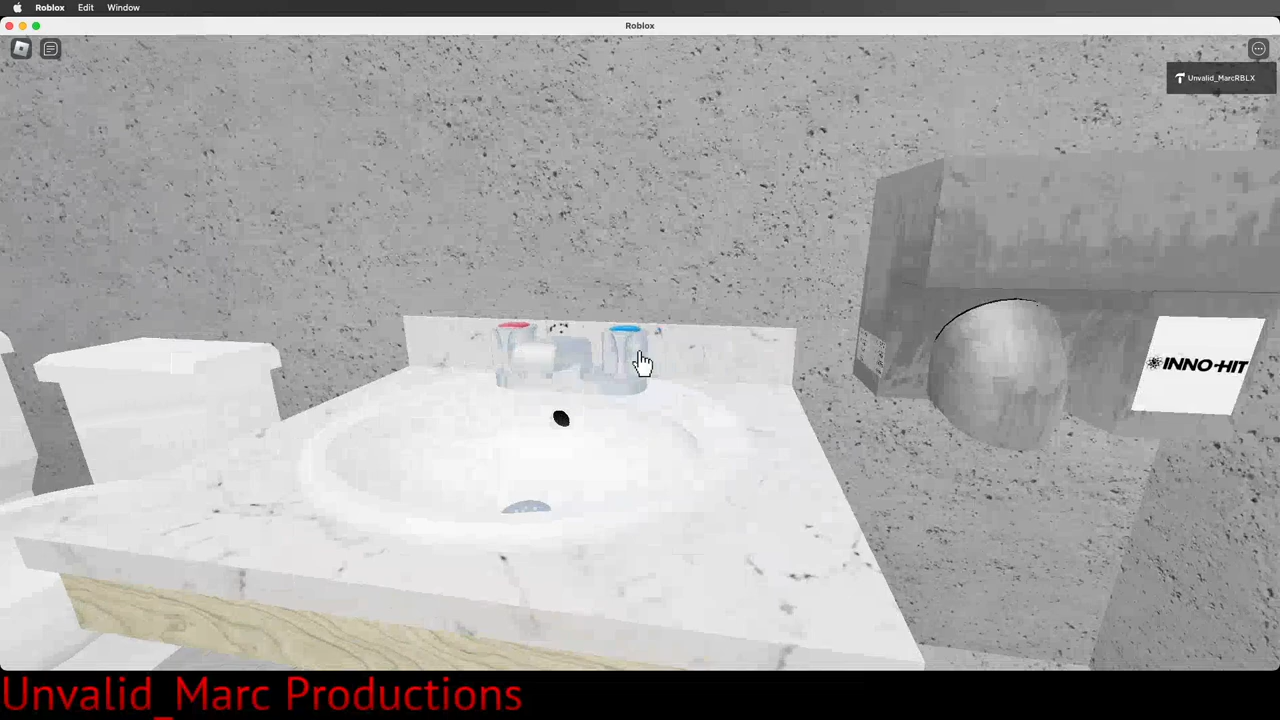 Roblox Edit Window
Roblox
Unvalid_MarcRBLX
INNO-HIT
Unvalid_Marc Productions